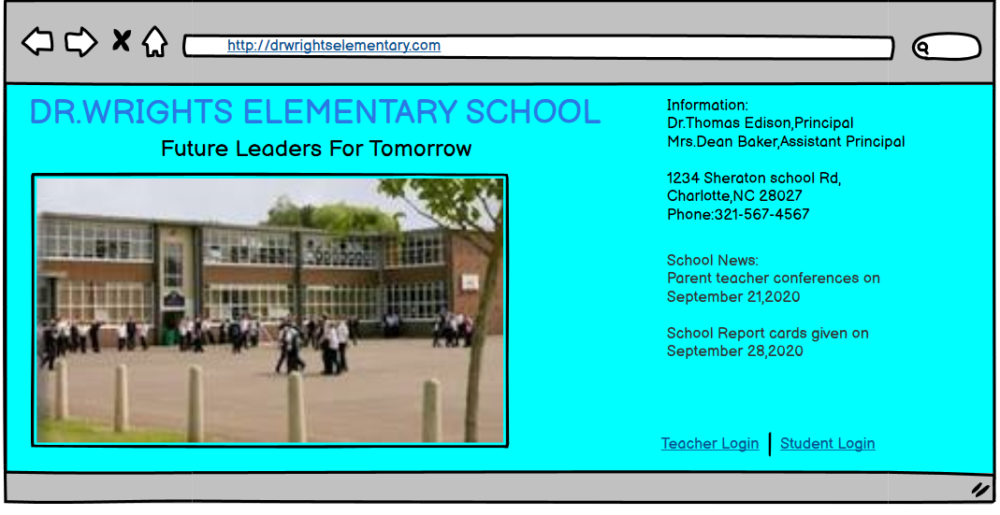 http://drwrightselementary.com
DR.WRIGHTS ELEMENTARY SCHOOL
Future Leaders For Tomorrow
Information:
Dr.Thomas Edison,Principal
Mrs.Dean Baker,Assistant Principal
1234 Sheraton school Rd,
Charlotte,NC 28027
Phone:321-567-4567
School News:
Parent teacher conferences on
September 21,2020
School Report cards given on
September 28,2020
Teacher Login | Student Login